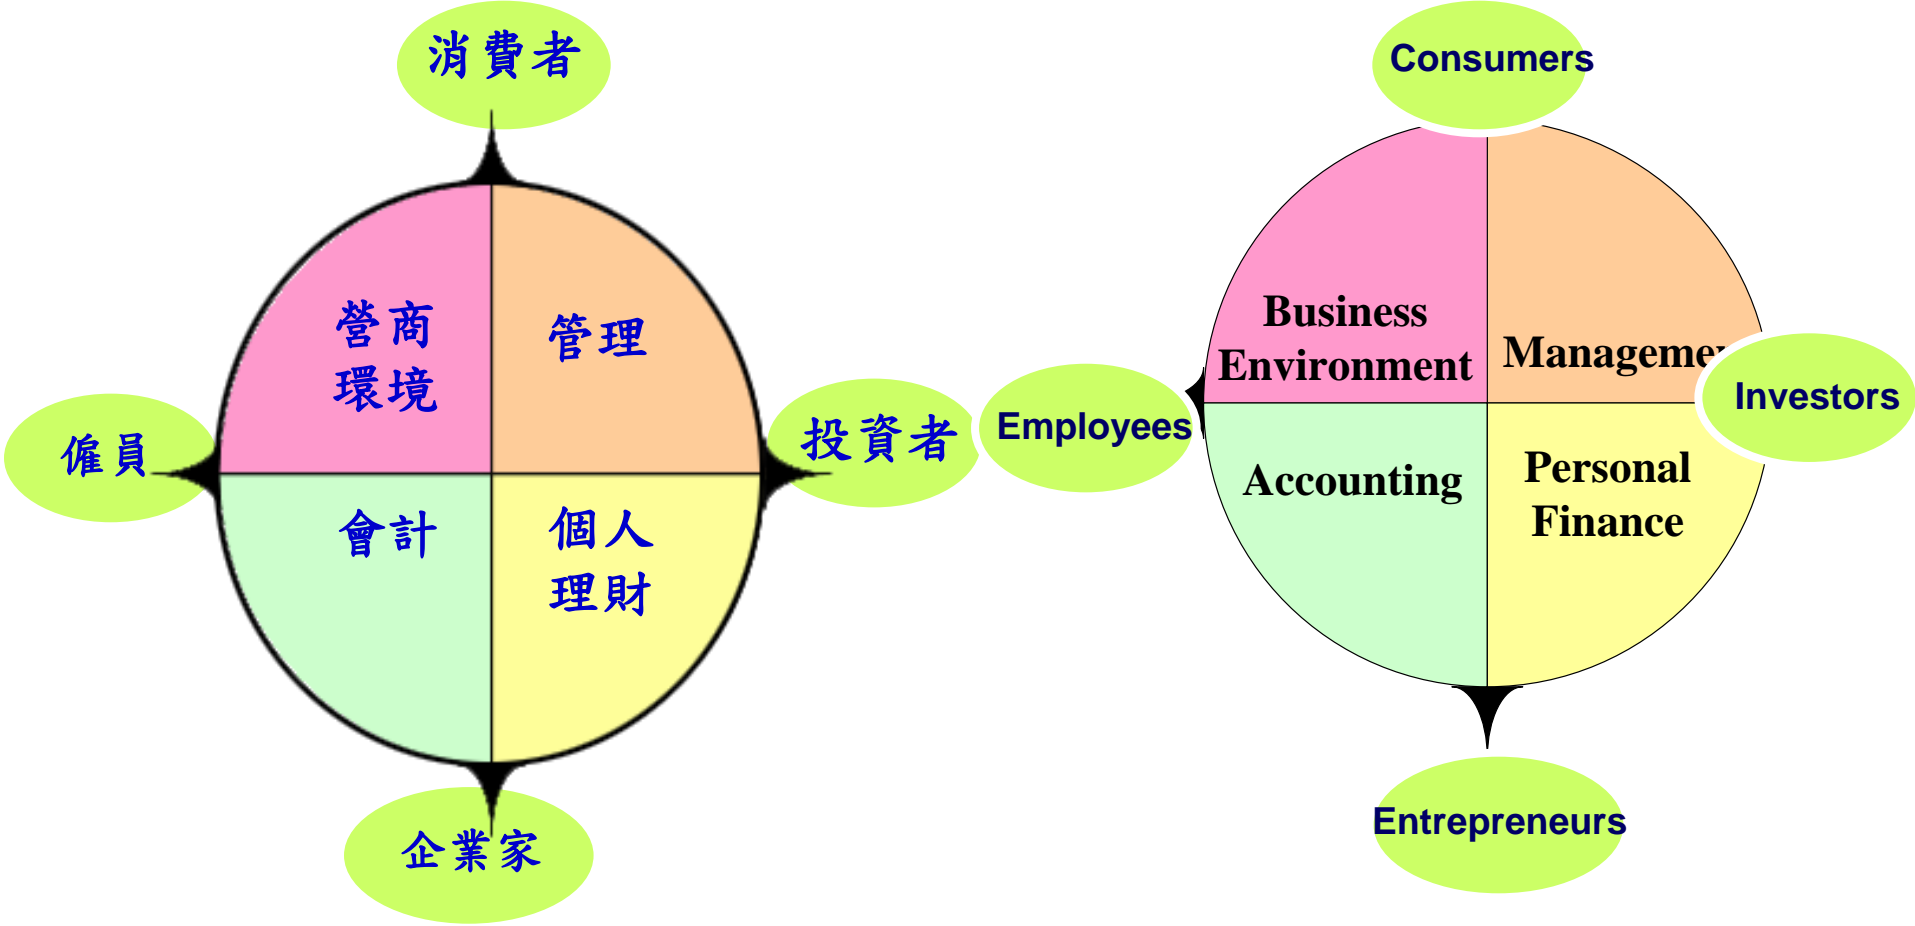 消費者
營商
環境
管理
僱員
投資者
會計
個人
理財
企業家
Consumers
Business
Environment
Managemen
Employees
Investors
Accounting
Personal
Finance
Entrepreneurs